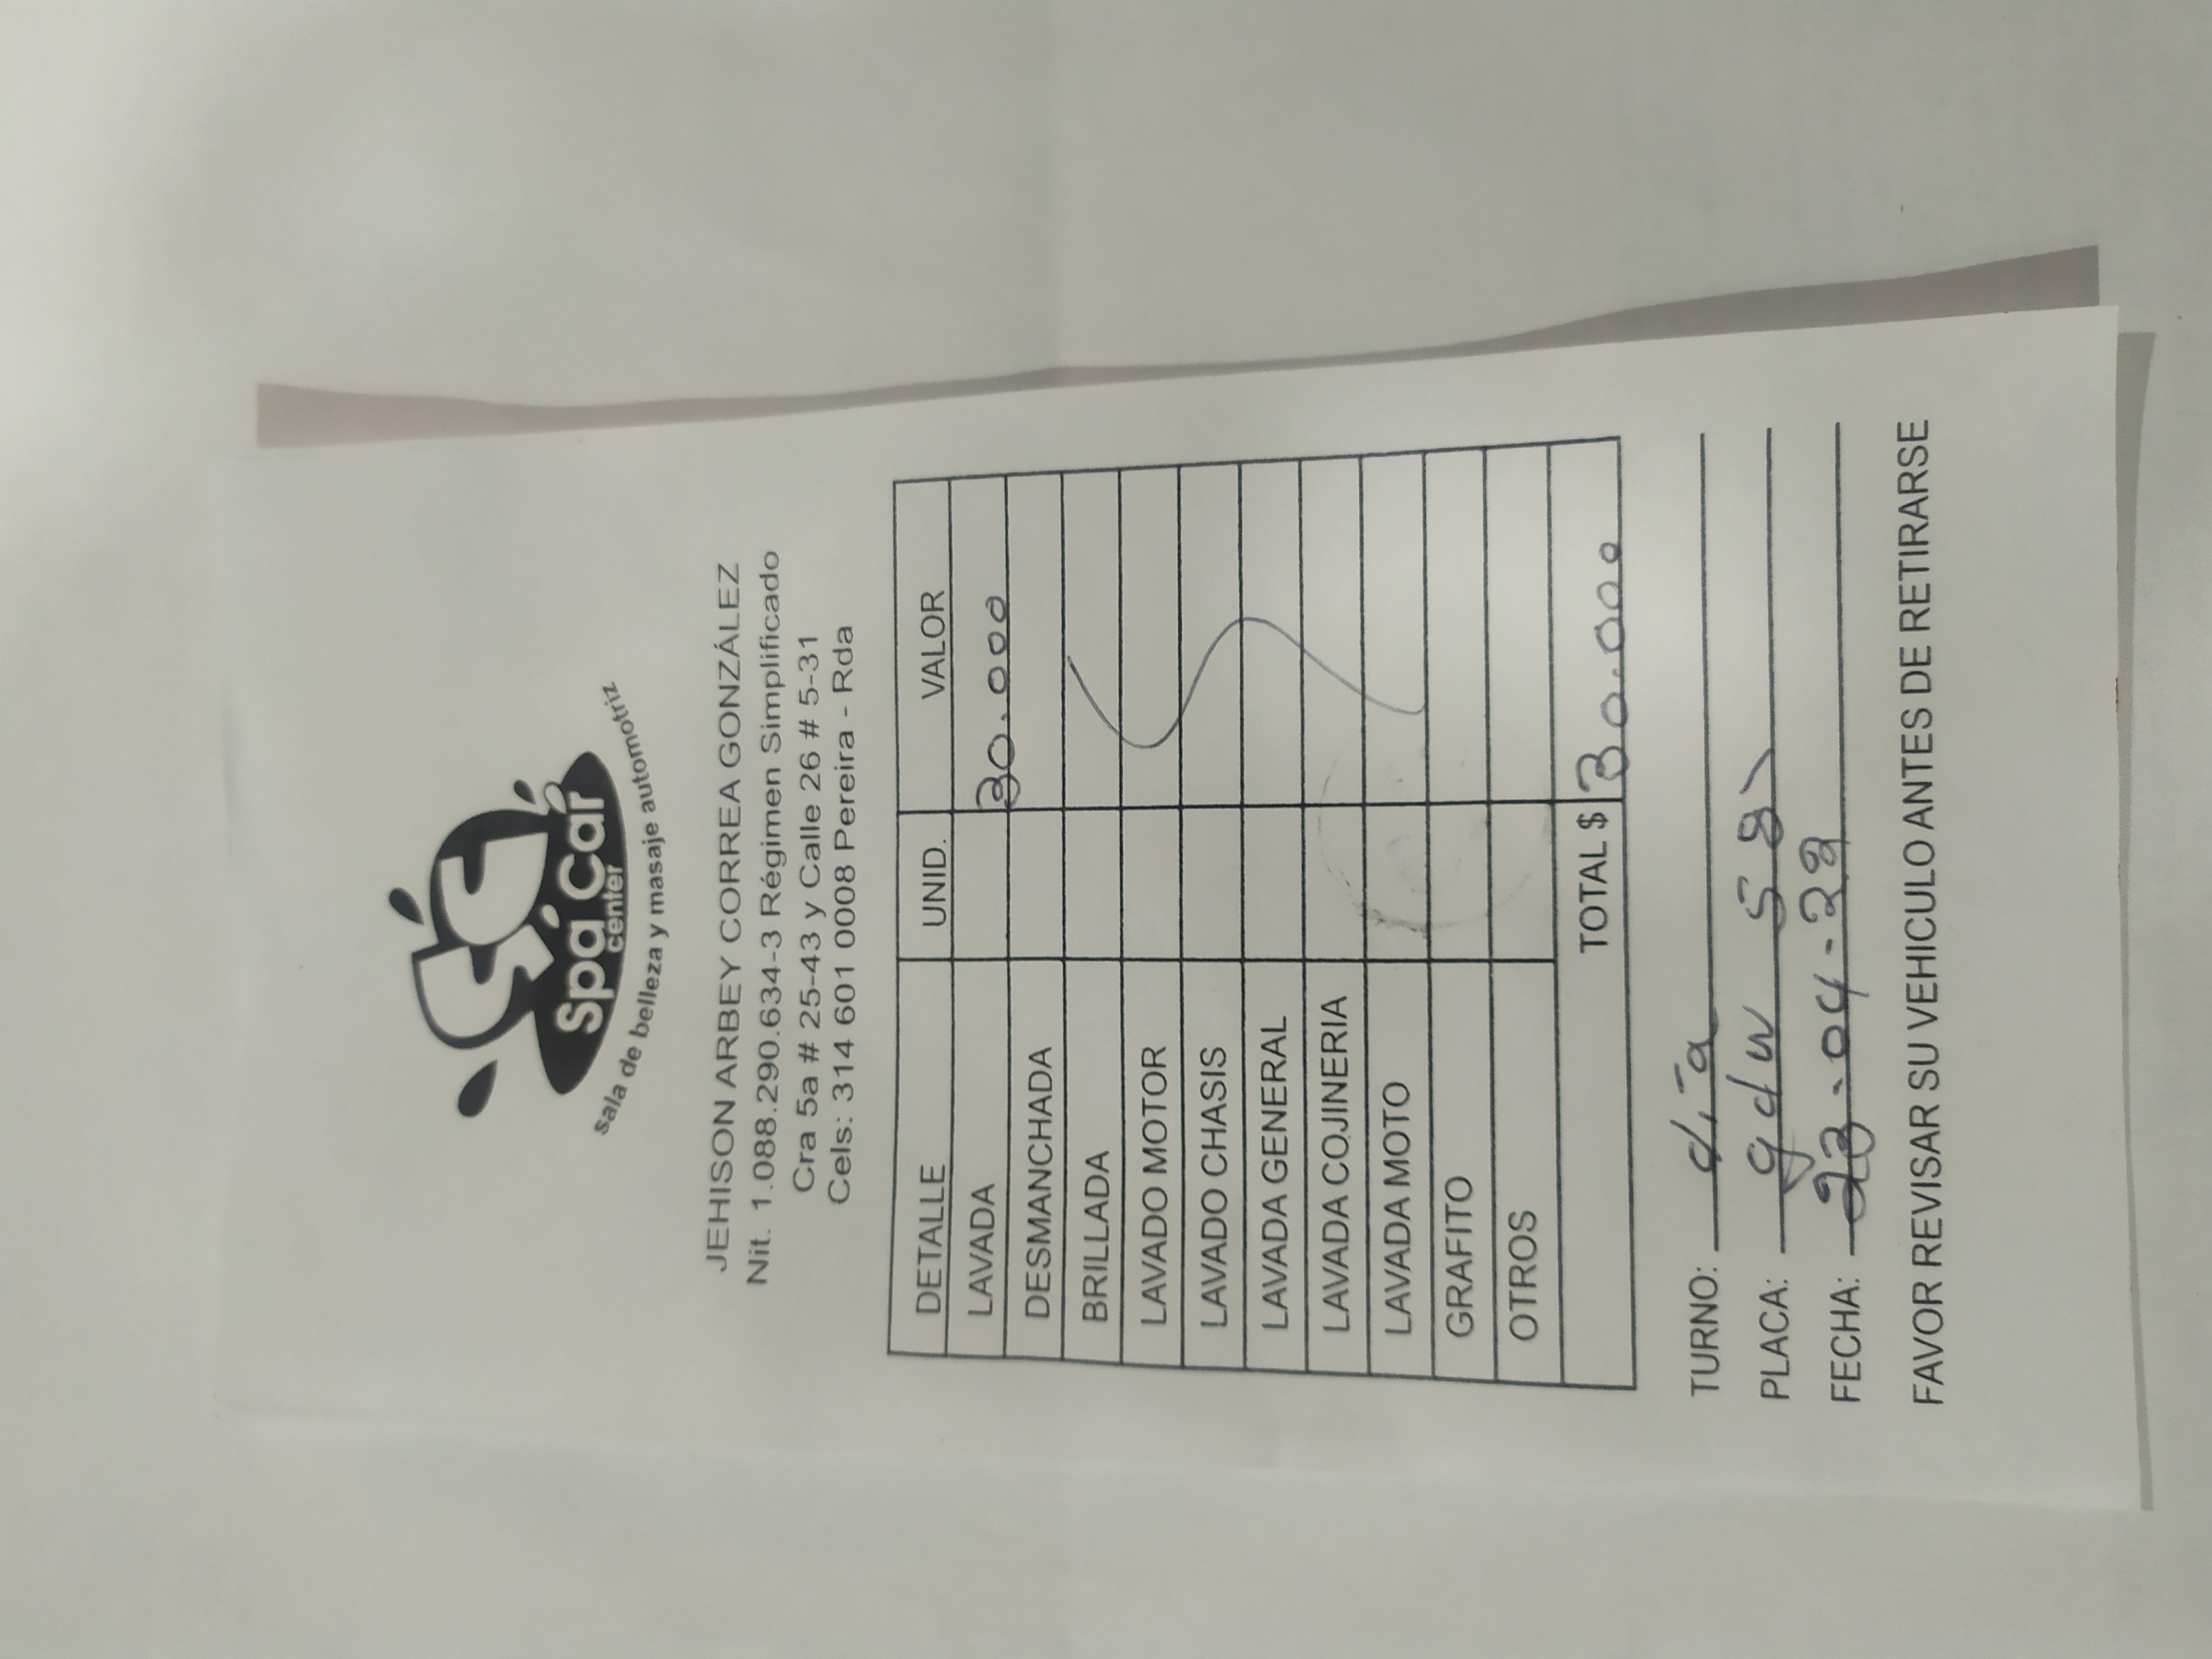 Spa Car
center
sala de belleza y masaje automotriz
JEHISON ARBEY CORREA GONZÁLEZ
Nit. 1.088.290.634-3 Régimen Simplificado
Cra 5a # 25-43 y Calle 26 # 5-31
Cels: 314 601 0008 Pereira - Rda
DETALLE UNID. VALOR
LAVADA 30.000
DESMANCHADA
BRILLADA
LAVADO MOTOR
LAVADO CHASIS
LAVADA GENERAL
LAVADA COJINERIA
LAVADA MOTO
GRAFITO
OTROS
TOTAL $ 30.000
TURNO: día
PLACA: gdw
FECHA:
FAVOR REVISAR SU VEHICULO ANTES DE RETIRARSE